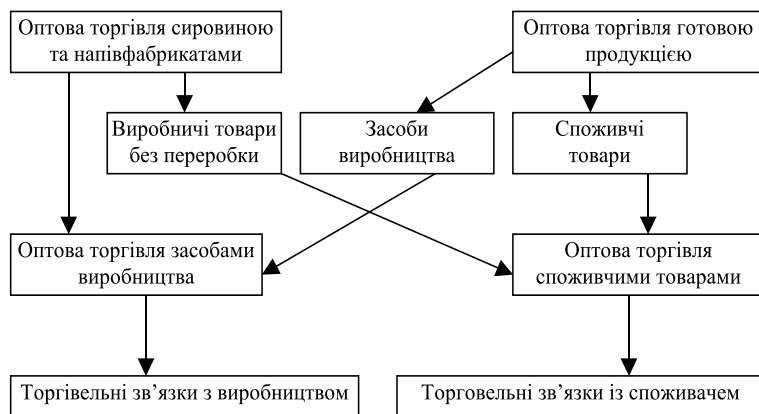 Оптова торгівля сировиною
та напівфабрикатами
Оптова торгівля готовою
продукцією
Виробничі товари
без переробки
Засоби
виробництва
Споживчі
товари
Оптова торгівля засобами
виробництва
Оптова торгівля
споживчими товарами
Торгівельні зв’язки з виробництвом
Торговельні зв’язки із споживачем